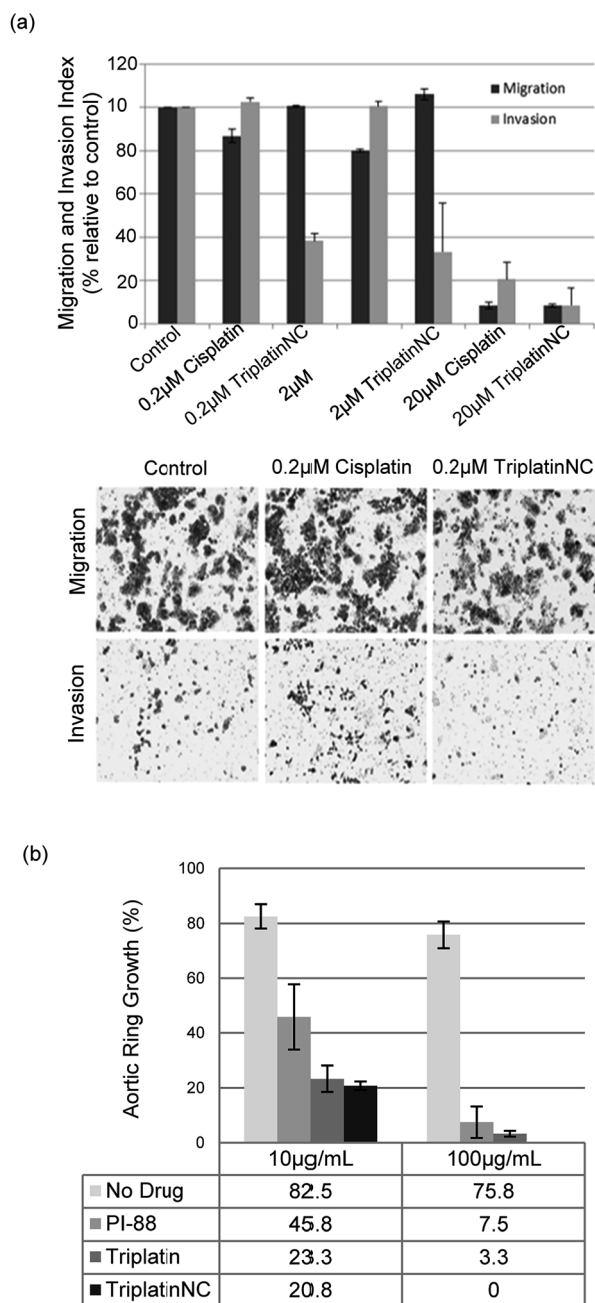 (a)
Migration and Invasion Index
(% relative to control)
120
100
80
60
40
20
0
Migration
Invasion
Control
0.2µM Cisplatin
0.2µM TriplatinNC
2µM
2µM TriplatinNC
20µM Cisplatin
20µM TriplatinNC
Control 0.2µM Cisplatin 0.2µM TriplatinNC
Migration
Invasion
(b)
Aortic Ring Growth (%)
100
80
60
40
20
0
10µg/mL 100µg/mL
No Drug 82.5 75.8
PI-88 45.8 7.5
Triplatin 23.3 3.3
TriplatinNC 20.8 0